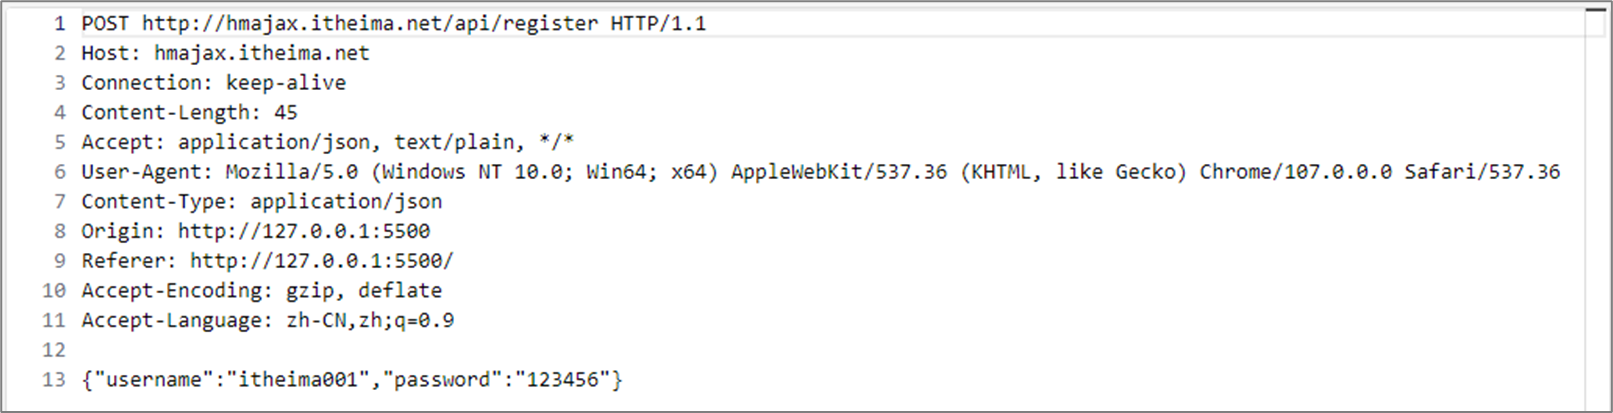 1 POST http://hmajax.itheima.net/api/register HTTP/1.1
2 Host: hmajax.itheima.net
3 Connection: keep-alive
4 Content-Length: 45
5 Accept: application/json, text/plain, */*
6 User-Agent: Mozilla/5.0 (Windows NT 10.0; Win64; x64) AppleWebKit/537.36 (KHTML, like Gecko) Chrome/107.0.0.0 Safari/537.36
7 Content-Type: application/json
8 Origin: http://127.0.0.1:5500
9 Referer: http://127.0.0.1:5500/
10 Accept-Encoding: gzip, deflate
11 Accept-Language: zh-CN,zh;q=0.9
12
13 {"username":"itheima001","password":"123456"}